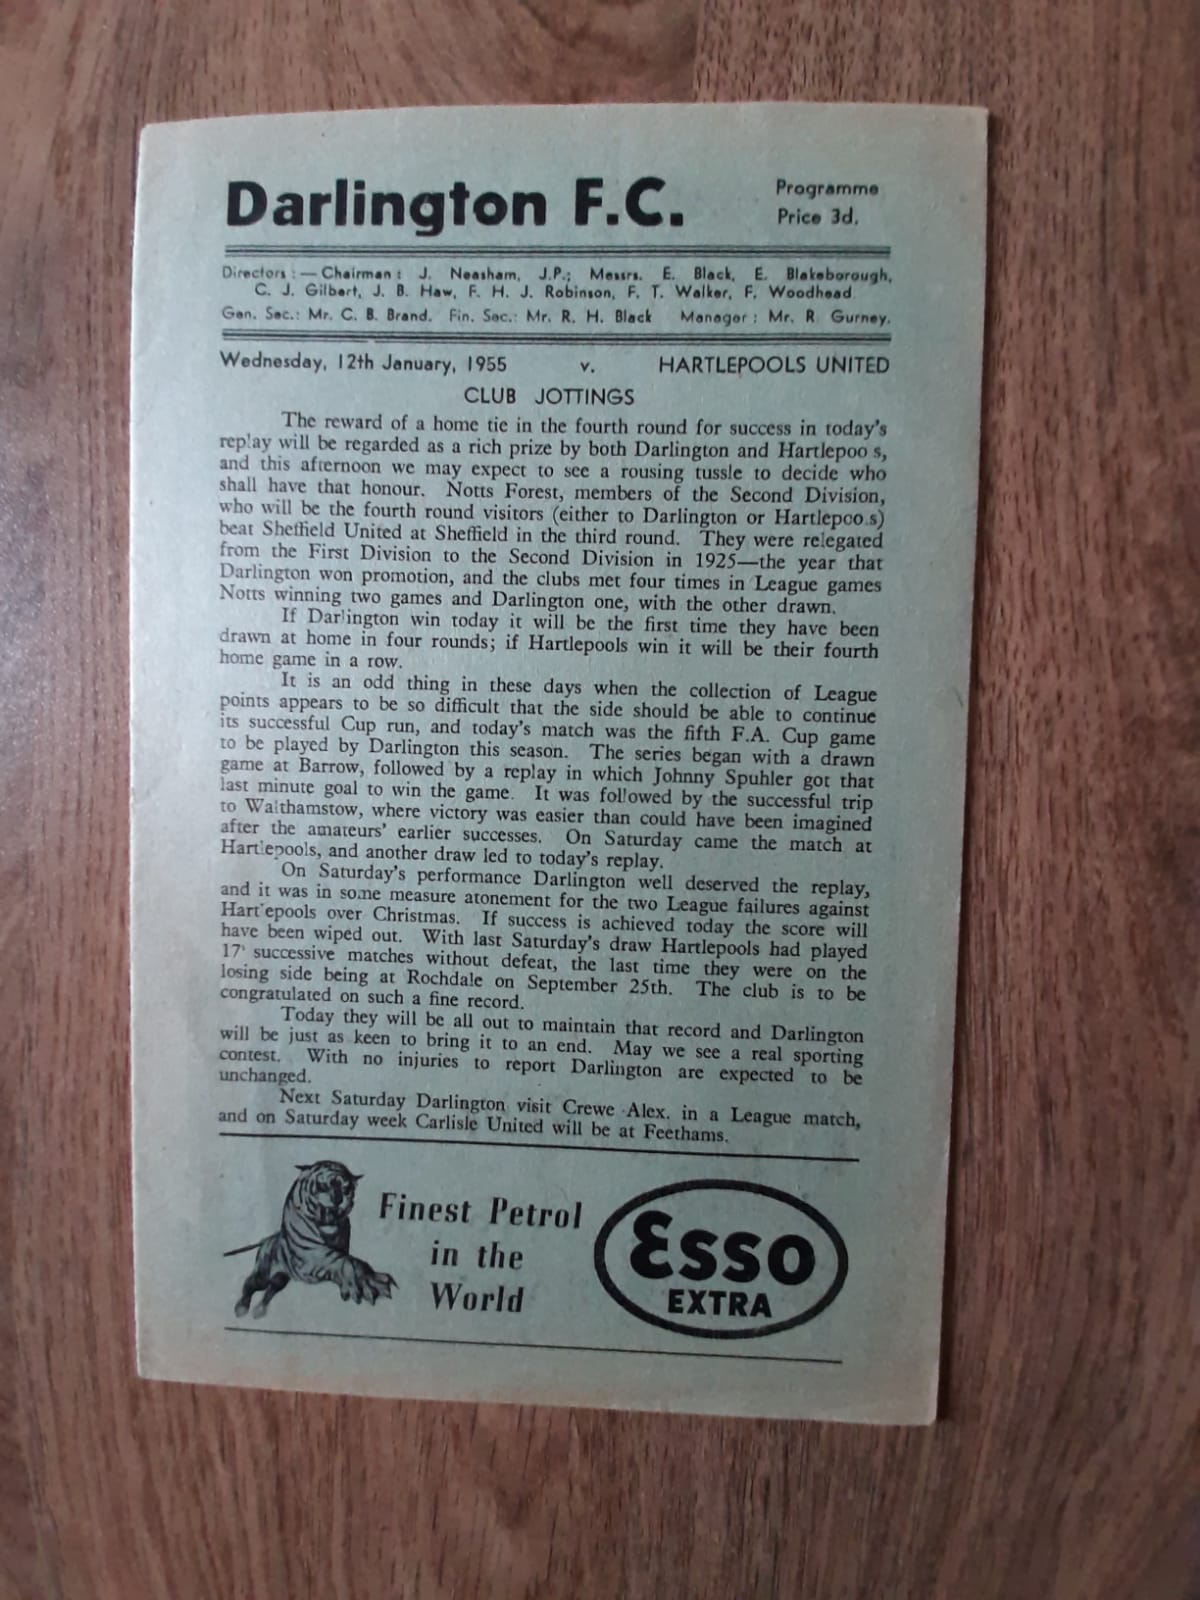 Darlington F.C.
Programme
Price 3d.
Directors :— Chairman : J. Neasham, J.P.; Messrs. E. Black, E. Blakeborough,
C. J. Gilbert, J. B. Haw, F. H. J. Robinson, F. T. Walker, F. Woodhead
Gen. Sec.: Mr. C. B. Brand. Fin. Sec.: Mr. R. H. Black Manager : Mr. R Gurney.
Wednesday, 12th January, 1955 v. HARTLEPOOLS UNITED
CLUB JOTTINGS
The reward of a home tie in the fourth round for success in today's
replay will be regarded as a rich prize by both Darlington and Hartlepoo s,
and this afternoon we may expect to see a rousing tussle to decide who
shall have that honour. Notts Forest, members of the Second Division,
who will be the fourth round visitors (either to Darlington or Hartlepoo.s)
beat Sheffield United at Sheffield in the third round. They were relegated
from the First Division to the Second Division in 1925—the year that
Darlington won promotion, and the clubs met four times in League games
Notts winning two games and Darlington one, with the other drawn.
If Darlington win today it will be the first time they have been
drawn at home in four rounds; if Hartlepools win it will be their fourth
home game in a row.
It is an odd thing in these days when the collection of League
points appears to be so difficult that the side should be able to continue
its successful Cup run, and today's match was the fifth F.A. Cup game
to be played by Darlington this season. The series began with a drawn
game at Barrow, followed by a replay in which Johnny Spuhler got that
last minute goal to win the game. It was followed by the successful trip
to Walthamstow, where victory was easier than could have been imagined
after the amateurs' earlier successes. On Saturday came the match at
Hartlepools, and another draw led to today's replay.
On Saturday's performance Darlington well deserved the replay,
and it was in some measure atonement for the two League failures against
Hart'epools over Christmas. If success is achieved today the score will
have been wiped out. With last Saturday's draw Hartlepools had played
17' successive matches without defeat, the last time they were on the
losing side being at Rochdale on September 25th. The club is to be
congratulated on such a fine record.
Today they will be all out to maintain that record and Darlington
will be just as keen to bring it to an end. May we see a real sporting
contest. With no injuries to report Darlington are expected to be
unchanged.
Next Saturday Darlington visit Crewe Alex. in a League match,
and on Saturday week Carlisle United will be at Feethams.
Finest Petrol
in the
World
Esso
EXTRA